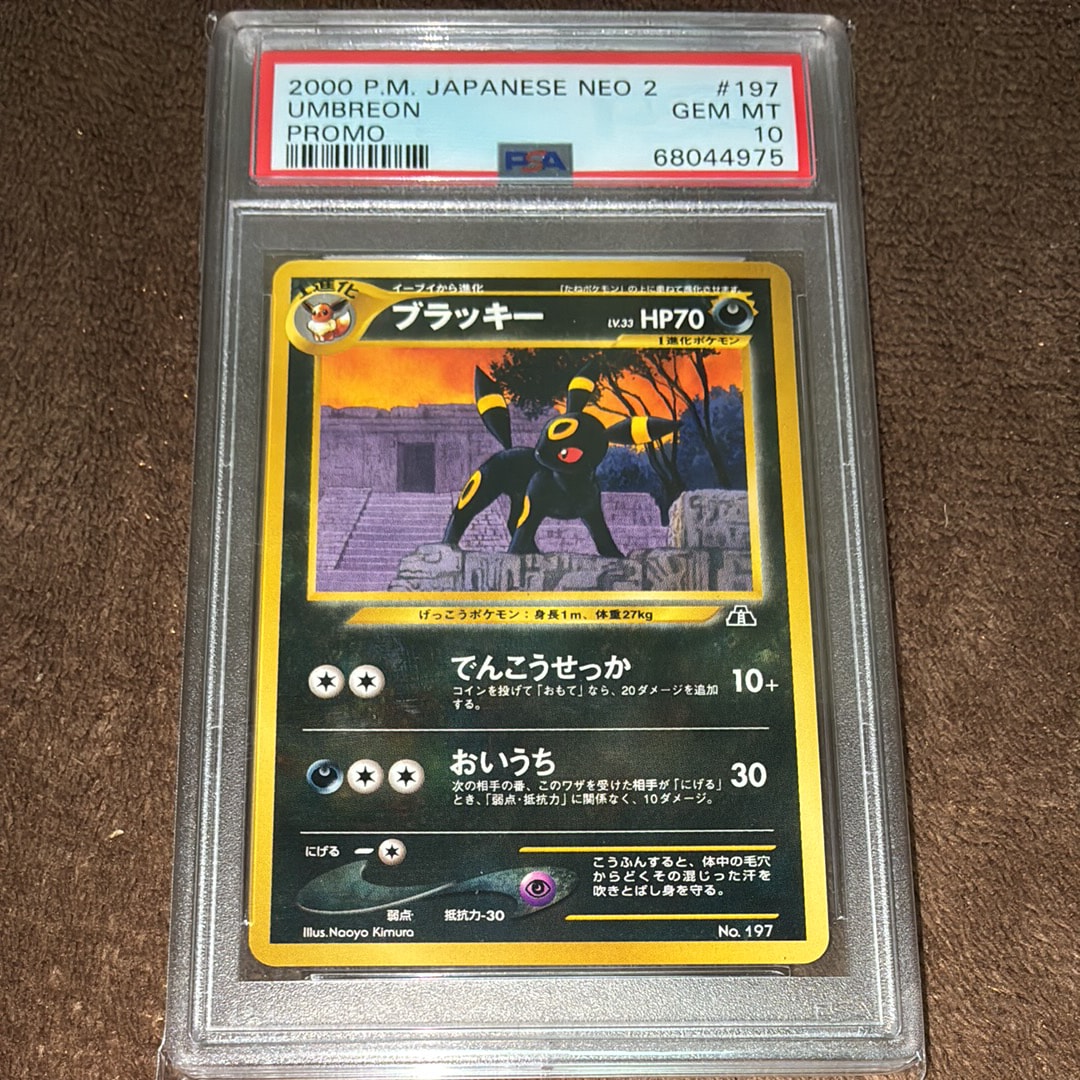 2000 P.M. JAPANESE NEO 2 #197
UMBREON GEM MT
PROMO 10
PSA 68044975
1進化 イーブイから進化 「たねポケモン」の上に重ねて進化させます。
ブラッキー LV.33 HP70
1進化ポケモン
げっこうポケモン:身長1m、体重27kg
でんこうせっか 10+
コインを投げて「おもて」なら、20ダメージを追加
する。
おいうち 30
次の相手の番、このワザを受けた相手が「にげる」
とき、「弱点・抵抗力」に関係なく、10ダメージ。
にげる
こうふんすると、体中の毛穴
からどくその混じった汗を
吹きとばし身を守る。
弱点 抵抗力-30
Illus. Naoyo Kimura No. 197